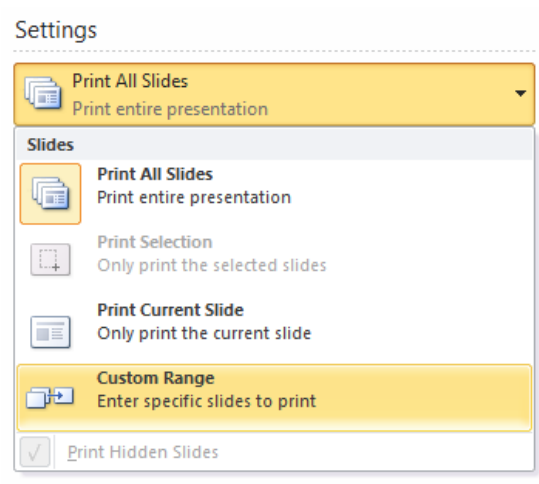 Settings
Print All Slides
Print entire presentation
Slides
Print All Slides
Print entire presentation
Print Selection
Only print the selected slides
Print Current Slide
Only print the current slide
Custom Range
Enter specific slides to print
Print Hidden Slides